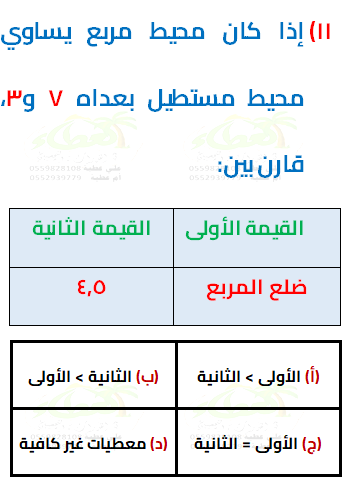 ١١) إذا كان محيط مربع يساوي
محيط مستطيل بعداه ٧ و٣،
قارن بين:
القيمة الأولى القيمة الثانية
ضلع المربع ٤,٥
(أ) الأولى > الثانية (ب) الثانية > الأولى
(ج) الأولى = الثانية (د) معطيات غير كافية